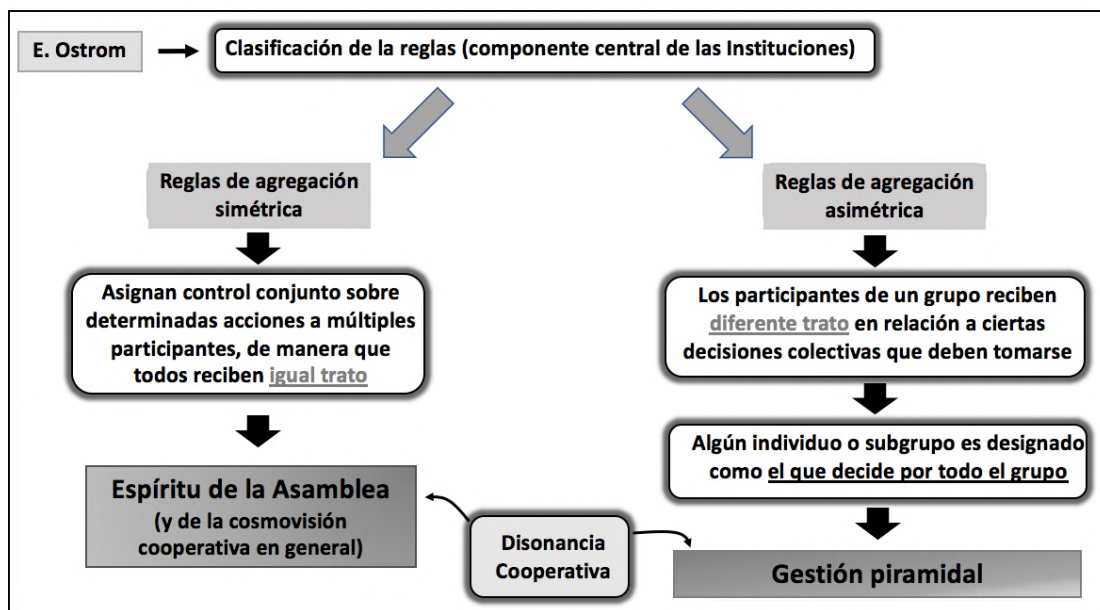 E. Ostrom
Clasificación de la reglas (componente central de las Instituciones)
Reglas de agregación
simétrica
Asignan control conjunto sobre
determinadas acciones a múltiples
participantes, de manera que
todos reciben igual trato
Espíritu de la Asamblea
(y de la cosmovisión
cooperativa en general)
Reglas de agregación
asimétrica
Los participantes de un grupo reciben
diferente trato en relación a ciertas
decisiones colectivas que deben tomarse
Algún individuo o subgrupo es designado
como el que decide por todo el grupo
Disonancia
Cooperativa
Gestión piramidal